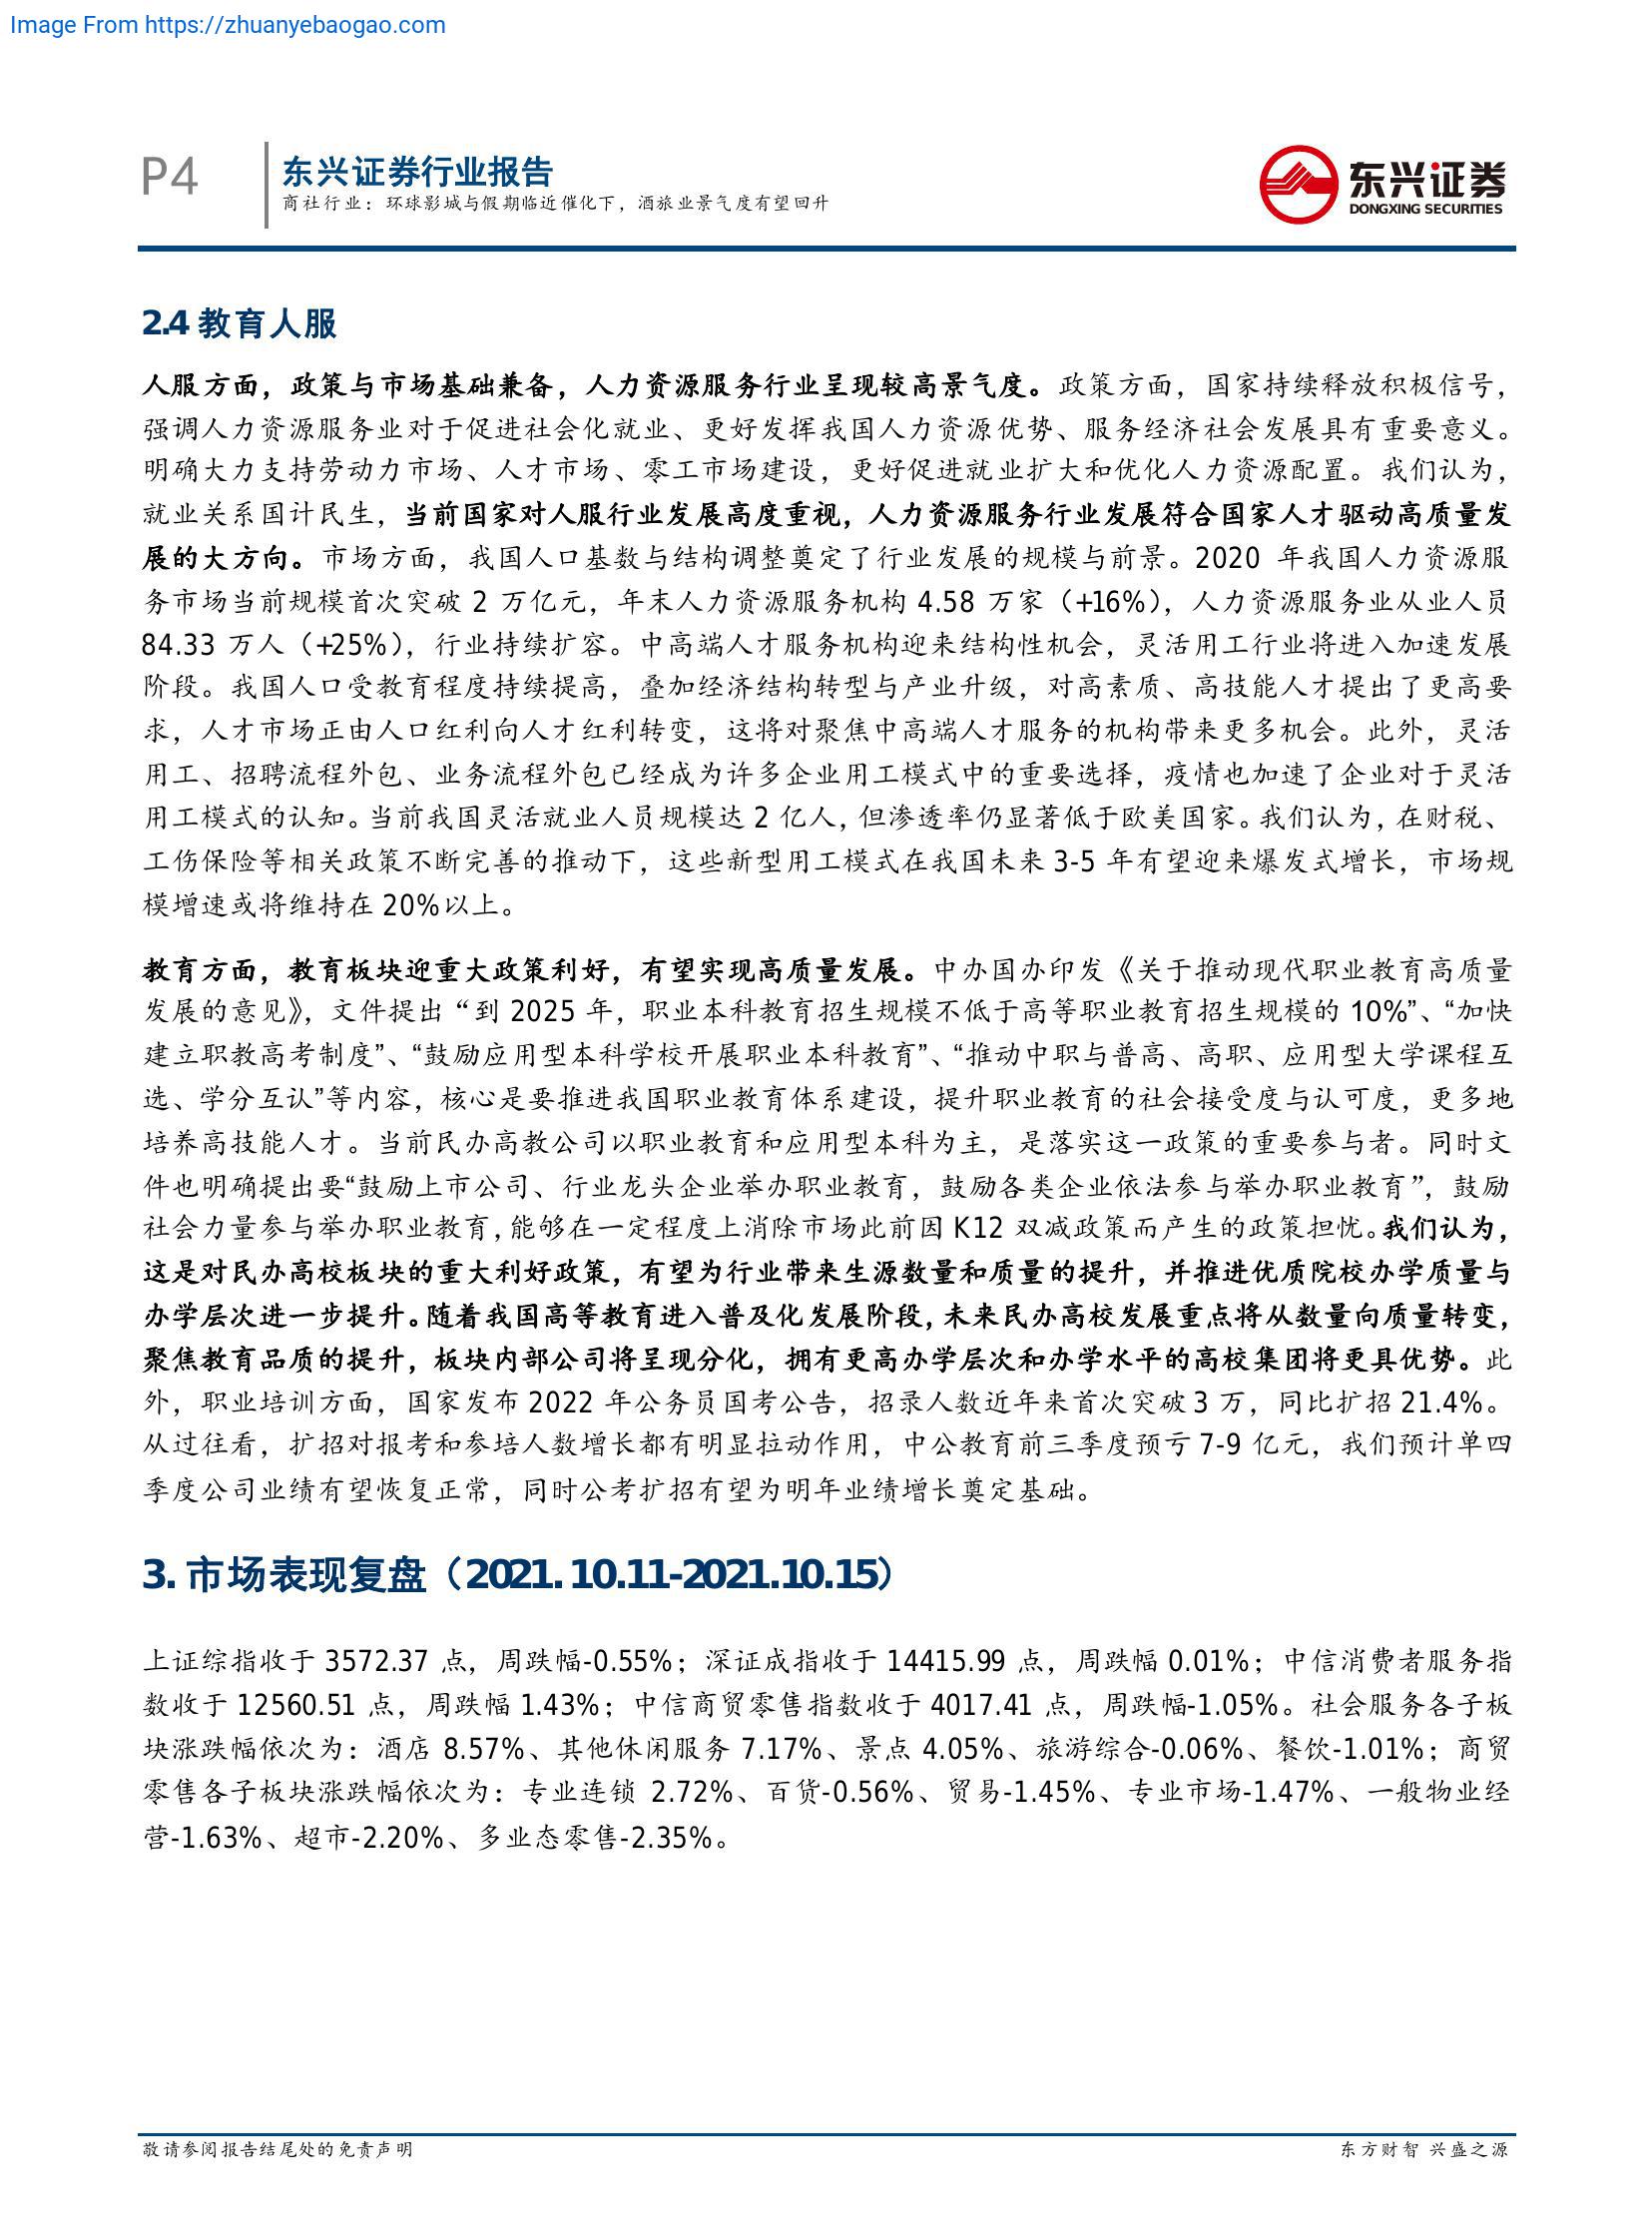 Image From https://zhuanyebaogao.com
P4
东兴证券行业报告
商社行业：环球影城与假期临近催化下，酒旅业景气度有望回升
东兴证券
DONGXING SECURITIES
2.4 教育人服
人服方面，政策与市场基础兼备，人力资源服务行业呈现较高景气度。政策方面，国家持续释放积极信号，
强调人力资源服务业对于促进社会化就业、更好发挥我国人力资源优势、服务经济社会发展具有重要意义。
明确大力支持劳动力市场、人才市场、零工市场建设，更好促进就业扩大和优化人力资源配置。我们认为，
就业关系国计民生，当前国家对人服行业发展高度重视，人力资源服务行业发展符合国家人才驱动高质量发
展的大方向。市场方面，我国人口基数与结构调整奠定了行业发展的规模与前景。2020 年我国人力资源服
务市场当前规模首次突破 2 万亿元，年末人力资源服务机构 4.58 万家（+16%），人力资源服务业从业人员
84.33 万人（+25%），行业持续扩容。中高端人才服务机构迎来结构性机会，灵活用工行业将进入加速发展
阶段。我国人口受教育程度持续提高，叠加经济结构转型与产业升级，对高素质、高技能人才提出了更高要
求，人才市场正由人口红利向人才红利转变，这将对聚焦中高端人才服务的机构带来更多机会。此外，灵活
用工、招聘流程外包、业务流程外包已经成为许多企业用工模式中的重要选择，疫情也加速了企业对于灵活
用工模式的认知。当前我国灵活就业人员规模达 2 亿人，但渗透率仍显著低于欧美国家。我们认为，在财税、
工伤保险等相关政策不断完善的推动下，这些新型用工模式在我国未来 3-5 年有望迎来爆发式增长，市场规
模增速或将维持在 20%以上。
教育方面，教育板块迎重大政策利好，有望实现高质量发展。中办国办印发《关于推动现代职业教育高质量
发展的意见》，文件提出“到 2025 年，职业本科教育招生规模不低于高等职业教育招生规模的 10%”、“加快
建立职教高考制度”、“鼓励应用型本科学校开展职业本科教育”、“推动中职与普高、高职、应用型大学课程互
选、学分互认”等内容，核心是要推进我国职业教育体系建设，提升职业教育的社会接受度与认可度，更多地
培养高技能人才。当前民办高教公司以职业教育和应用型本科为主，是落实这一政策的重要参与者。同时文
件也明确提出要“鼓励上市公司、行业龙头企业举办职业教育，鼓励各类企业依法参与举办职业教育”，鼓励
社会力量参与举办职业教育，能够在一定程度上消除市场此前因 K12 双减政策而产生的政策担忧。我们认为，
这是对民办高校板块的重大利好政策，有望为行业带来生源数量和质量的提升，并推进优质院校办学质量与
办学层次进一步提升。随着我国高等教育进入普及化发展阶段，未来民办高校发展重点将从数量向质量转变，
聚焦教育品质的提升，板块内部公司将呈现分化，拥有更高办学层次和办学水平的高校集团将更具优势。此
外，职业培训方面，国家发布 2022 年公务员国考公告，招录人数近年来首次突破 3 万，同比扩招 21.4%。
从过往看，扩招对报考和参培人数增长都有明显拉动作用，中公教育前三季度预亏 7-9 亿元，我们预计单四
季度公司业绩有望恢复正常，同时公考扩招有望为明年业绩增长奠定基础。
3. 市场表现复盘（2021. 10.11-2021.10.15）
上证综指收于 3572.37 点，周跌幅-0.55%；深证成指收于 14415.99 点，周跌幅 0.01%；中信消费者服务指
数收于 12560.51 点，周跌幅 1.43%；中信商贸零售指数收于 4017.41 点，周跌幅-1.05%。社会服务各子板
块涨跌幅依次为：酒店 8.57%、其他休闲服务 7.17%、景点 4.05%、旅游综合-0.06%、餐饮-1.01%；商贸
零售各子板块涨跌幅依次为：专业连锁 2.72%、百货-0.56%、贸易-1.45%、专业市场-1.47%、一般物业经
营-1.63%、超市-2.20%、多业态零售-2.35%。
敬请参阅报告结尾处的免责声明
东方财智 兴盛之源